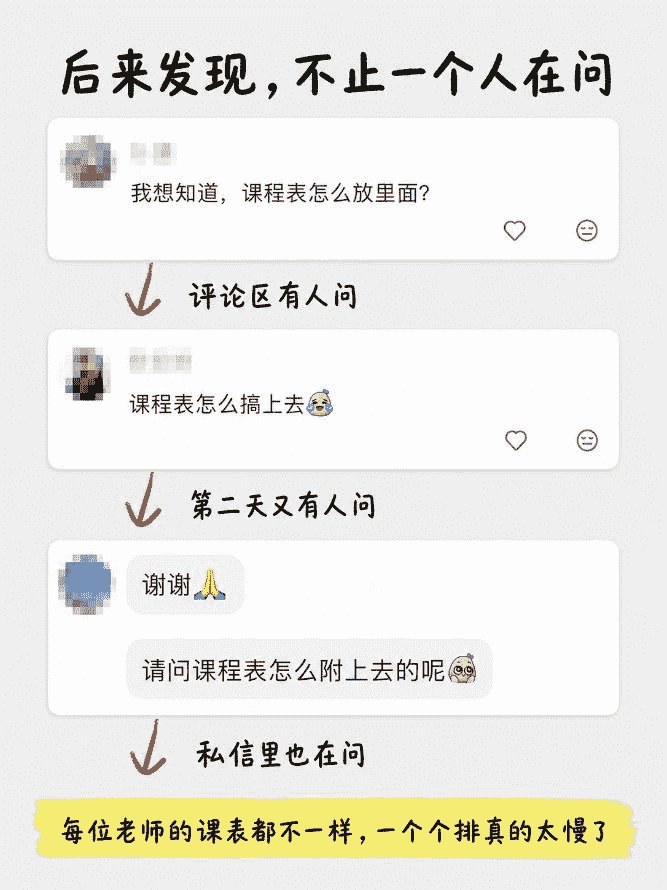 后来发现，不止一个人在问
我想知道，课程表怎么放里面？
评论区有人问
课程表怎么搞上去
第二天又有人问
谢谢🙏
请问课程表怎么附上去的呢
私信里也在问
每位老师的课表都不一样，一个个排真的太慢了